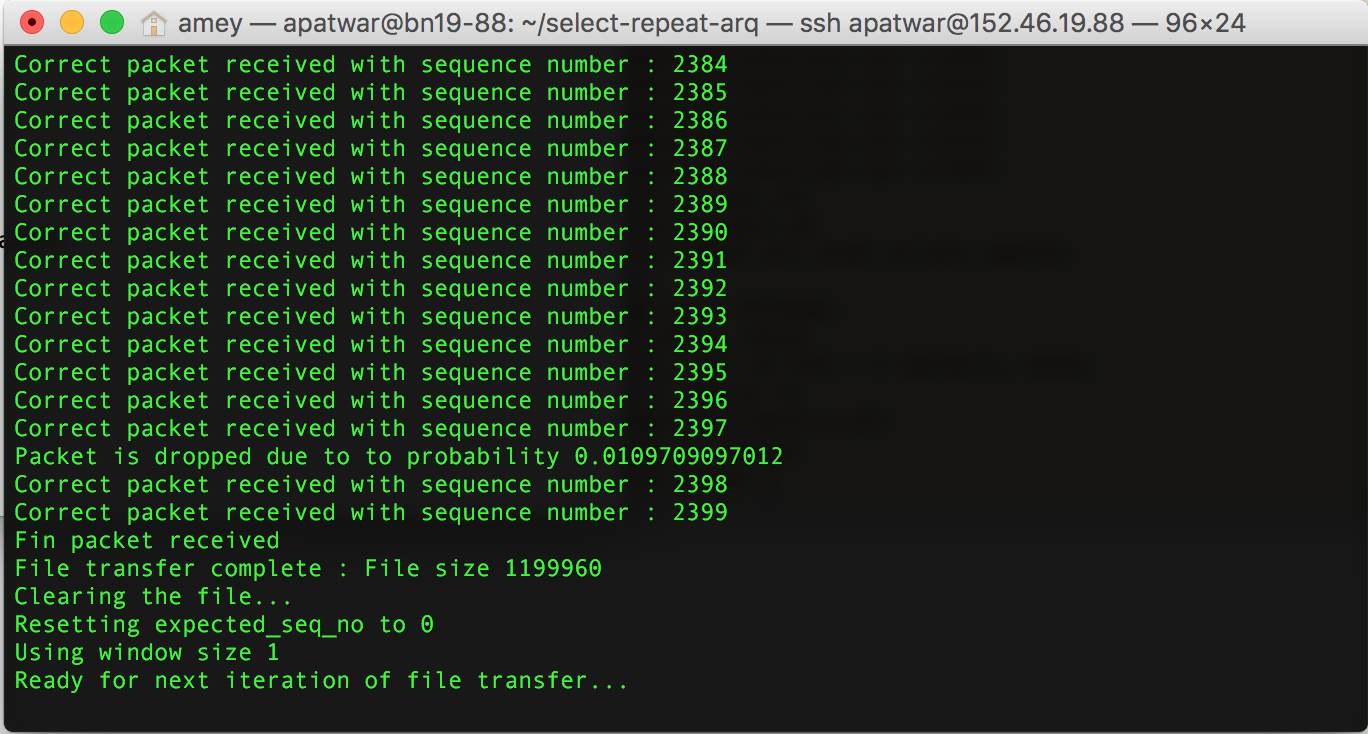 amey — apatwar@bn19-88: ~/select-repeat-arq — ssh apatwar@152.46.19.88 — 96×24
Correct packet received with sequence number : 2384
Correct packet received with sequence number : 2385
Correct packet received with sequence number : 2386
Correct packet received with sequence number : 2387
Correct packet received with sequence number : 2388
Correct packet received with sequence number : 2389
Correct packet received with sequence number : 2390
Correct packet received with sequence number : 2391
Correct packet received with sequence number : 2392
Correct packet received with sequence number : 2393
Correct packet received with sequence number : 2394
Correct packet received with sequence number : 2395
Correct packet received with sequence number : 2396
Correct packet received with sequence number : 2397
Packet is dropped due to to probability 0.0109709097012
Correct packet received with sequence number : 2398
Correct packet received with sequence number : 2399
Fin packet received
File transfer complete : File size 1199960
Clearing the file...
Resetting expected_seq_no to 0
Using window size 1
Ready for next iteration of file transfer...